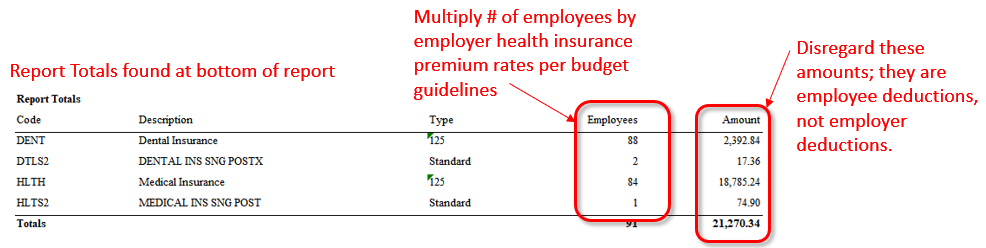 Multiply # of employees by
employer health insurance
premium rates per budget
guidelines
Disregard these
amounts; they are
employee deductions,
not employer
deductions.
Report Totals found at bottom of report
Report Totals
Code Description Type Employees Amount
DENT Dental Insurance 125 88 2,392.84
DTLS2 DENTAL INS SNG POSTX Standard 2 17.36
HLTH Medical Insurance 125 84 18,785.24
HLTS2 MEDICAL INS SNG POST Standard 1 74.90
Totals 91 21,270.34